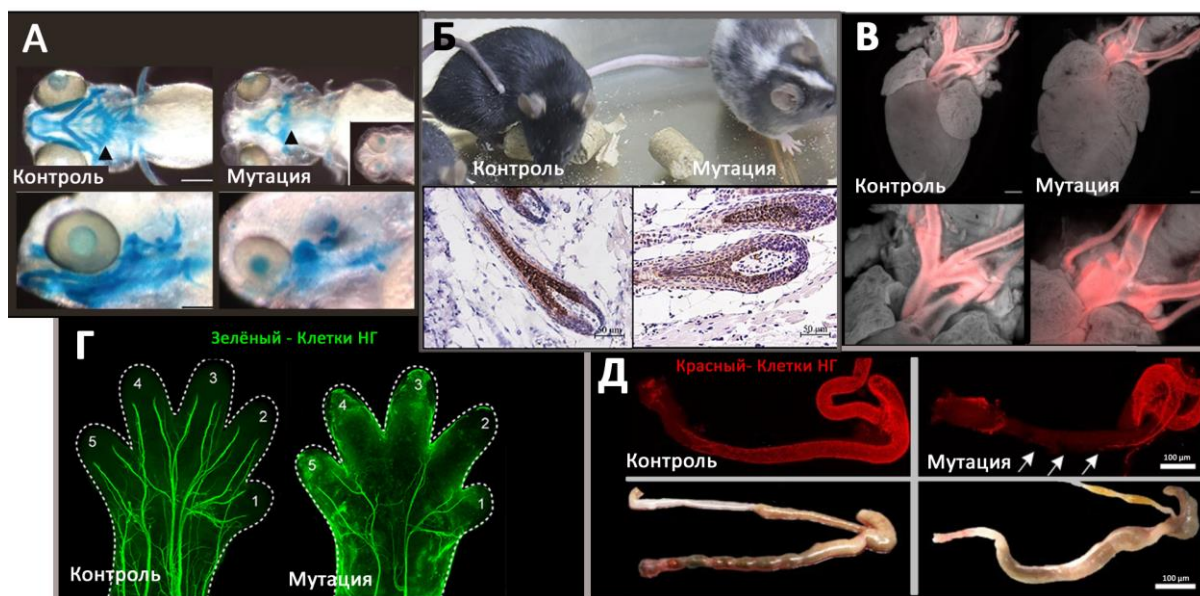 А
Контроль
Мутация
Б
Контроль
Мутация
50 µm
50 µm
В
Контроль
Мутация
Г
Зелёный - Клетки НГ
5
4
3
2
1
Контроль
5
4
3
2
1
Мутация
Д
Красный- Клетки НГ
Контроль
Мутация
100 µm
100 µm